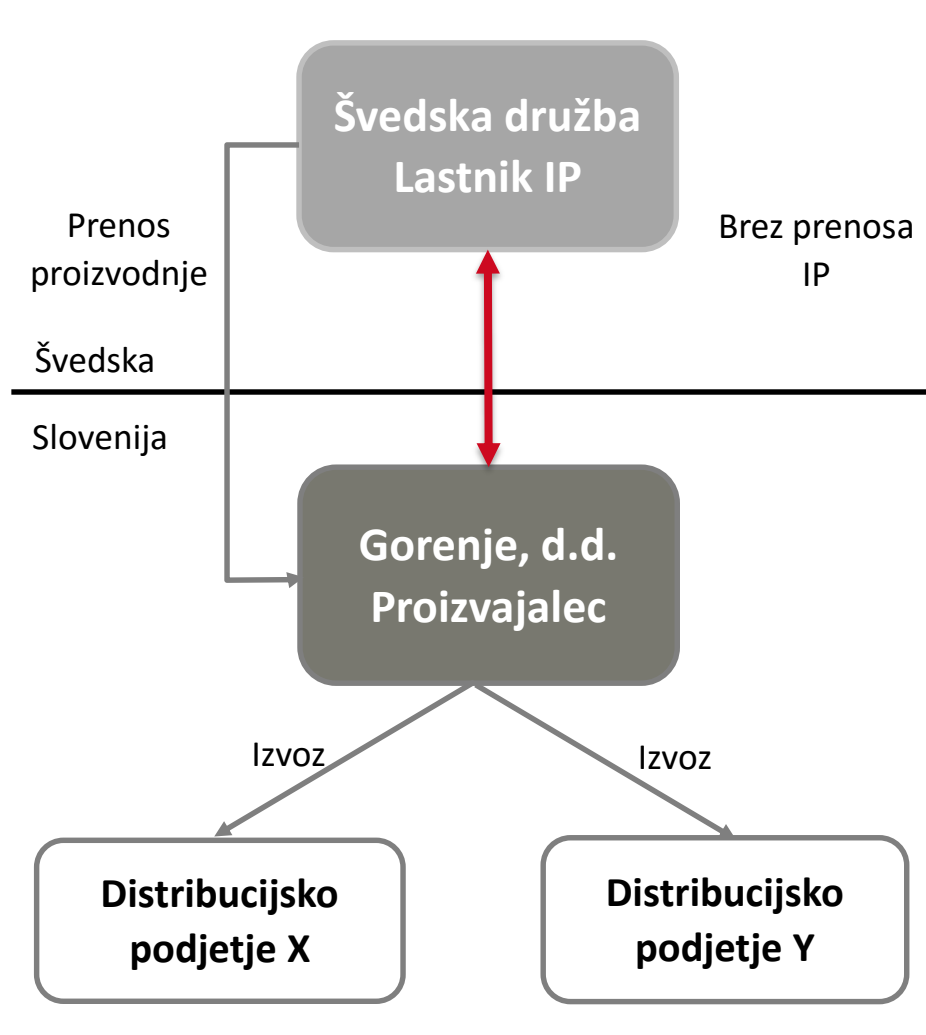 Švedska družba
Lastnik IP
Prenos
proizvodnje
Brez prenosa
IP
Švedska
Slovenija
Gorenje, d.d.
Proizvajalec
Izvoz
Izvoz
Distribucijsko
podjetje X
Distribucijsko
podjetje Y